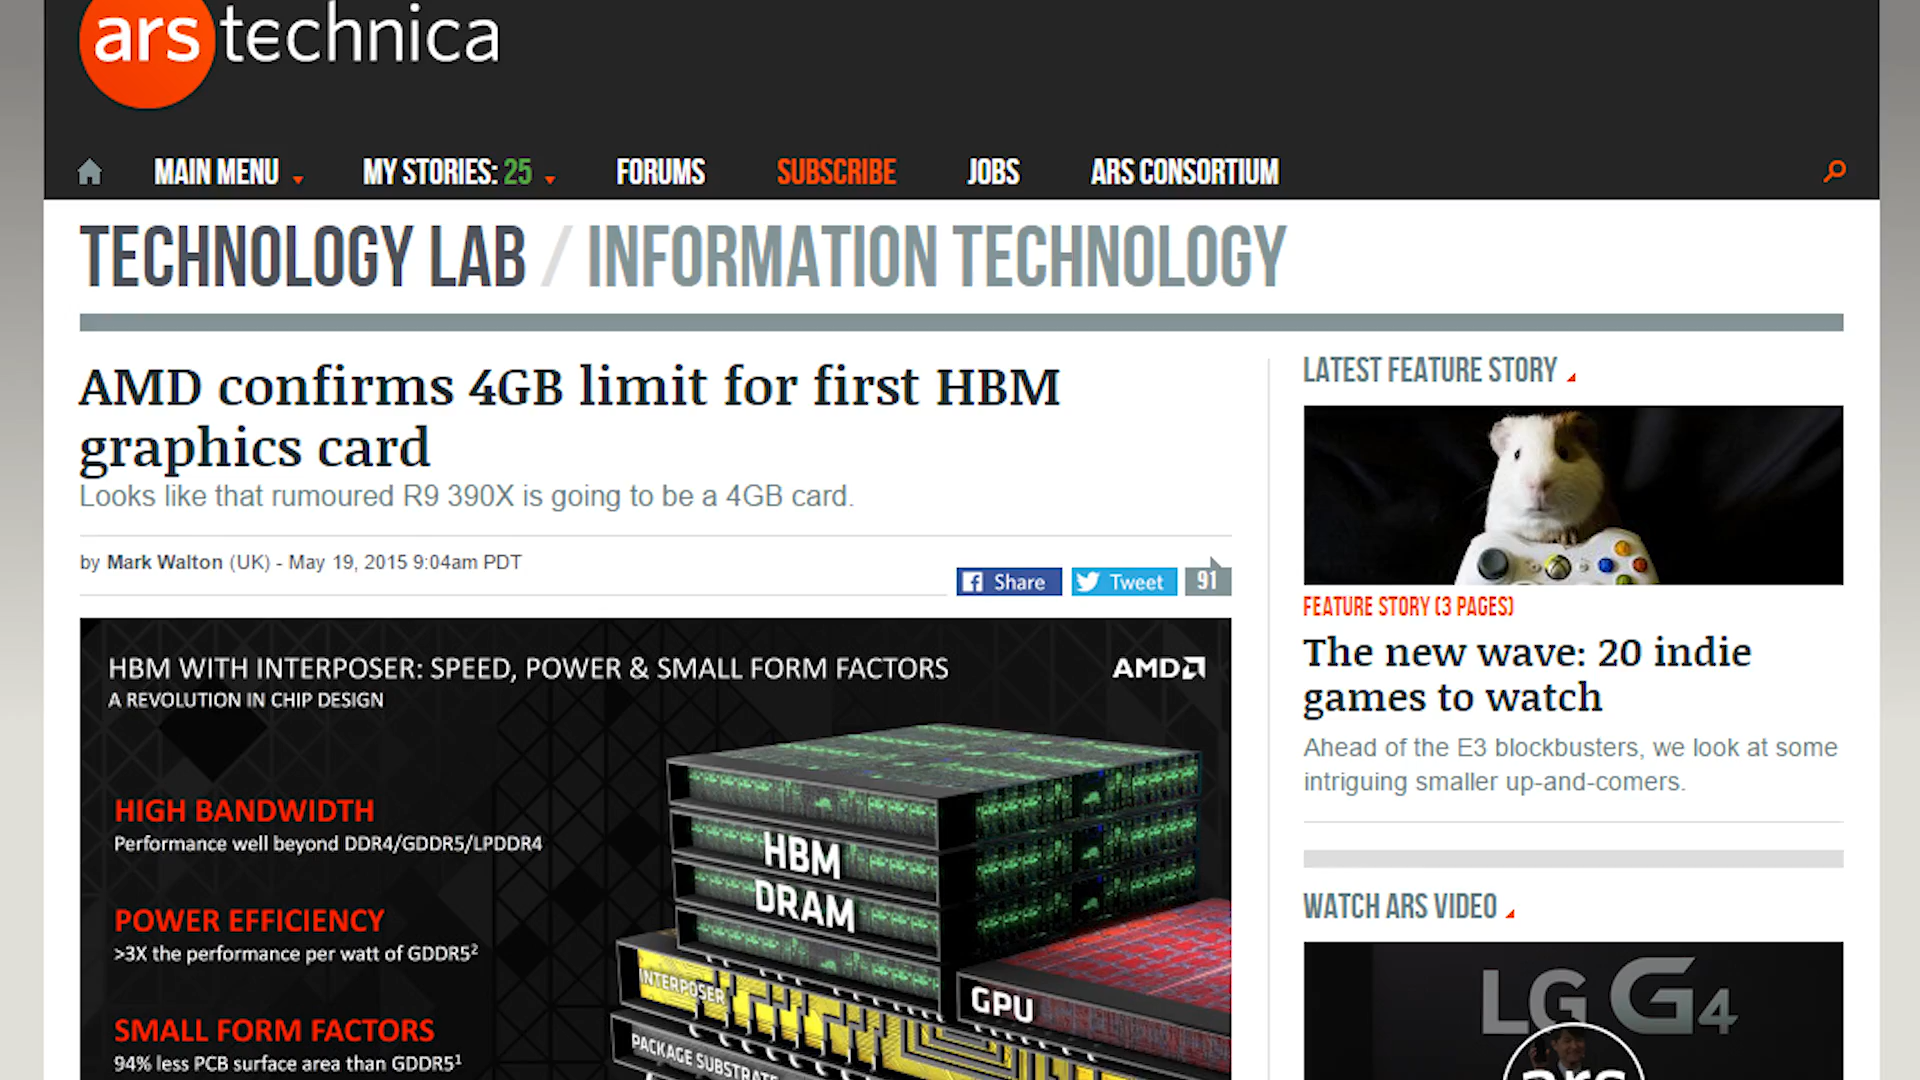 ars technica
MAIN MENU
MY STORIES: 25
FORUMS
SUBSCRIBE
JOBS
ARS CONSORTIUM
TECHNOLOGY LAB / INFORMATION TECHNOLOGY
AMD confirms 4GB limit for first HBM
graphics card
Looks like that rumoured R9 390X is going to be a 4GB card.
by Mark Walton (UK) - May 19, 2015 9:04am PDT
Share
Tweet
91
HBM WITH INTERPOSER: SPEED, POWER & SMALL FORM FACTORS
A REVOLUTION IN CHIP DESIGN
AMD
HIGH BANDWIDTH
Performance well beyond DDR4/GDDR5/LPDDR4
POWER EFFICIENCY
>3X the performance per watt of GDDR5²
SMALL FORM FACTORS
94% less PCB surface area than GDDR5¹
HBM
DRAM
INTERPOSER
GPU
PACKAGE SUBSTRATE
LATEST FEATURE STORY
FEATURE STORY (3 PAGES)
The new wave: 20 indie
games to watch
Ahead of the E3 blockbusters, we look at some
intriguing smaller up-and-comers.
WATCH ARS VIDEO
LG G4
ars